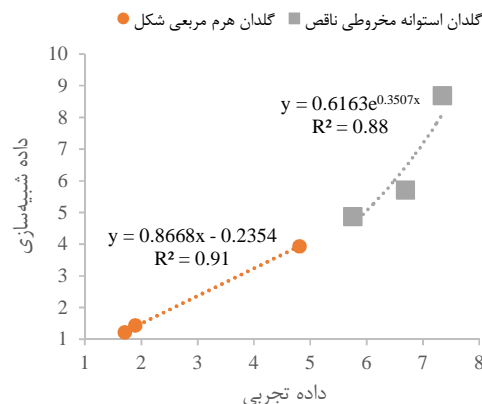 گلدان هرم مربعی شکل گلدان استوانه مخروطی ناقص
10
9
8
7
6
5
4
3
2
1
داده شبیه‌سازی
y = 0.6163e^0.3507x
R² = 0.88
y = 0.8668x - 0.2354
R² = 0.91
1 2 3 4 5 6 7 8
داده تجربی